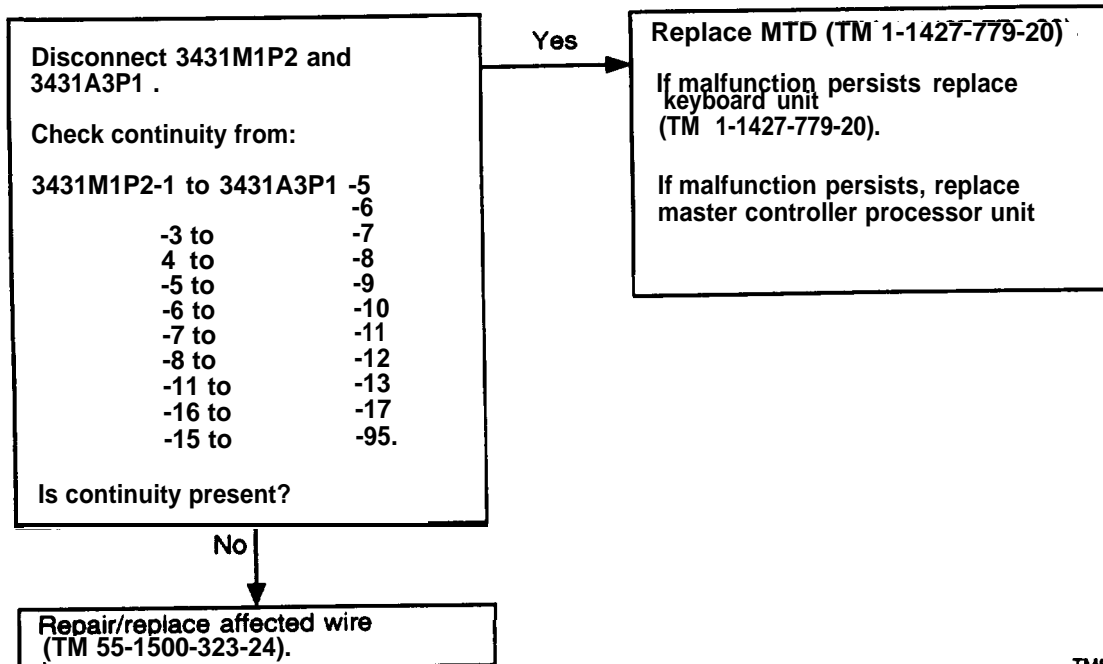 Disconnect 3431M1P2 and
3431A3P1 .
Check continuity from:
3431M1P2-1 to 3431A3P1 -5
-6
-3 to -7
4 to -8
-5 to -9
-6 to -10
-7 to -11
-8 to -12
-11 to -13
-16 to -17
-15 to -95.
Is continuity present?
Yes
Replace MTD (TM 1-1427-779-20)
If malfunction persists replace
keyboard unit
(TM 1-1427-779-20).
If malfunction persists, replace
master controller processor unit
No
Repair/replace affected wire
(TM 55-1500-323-24).